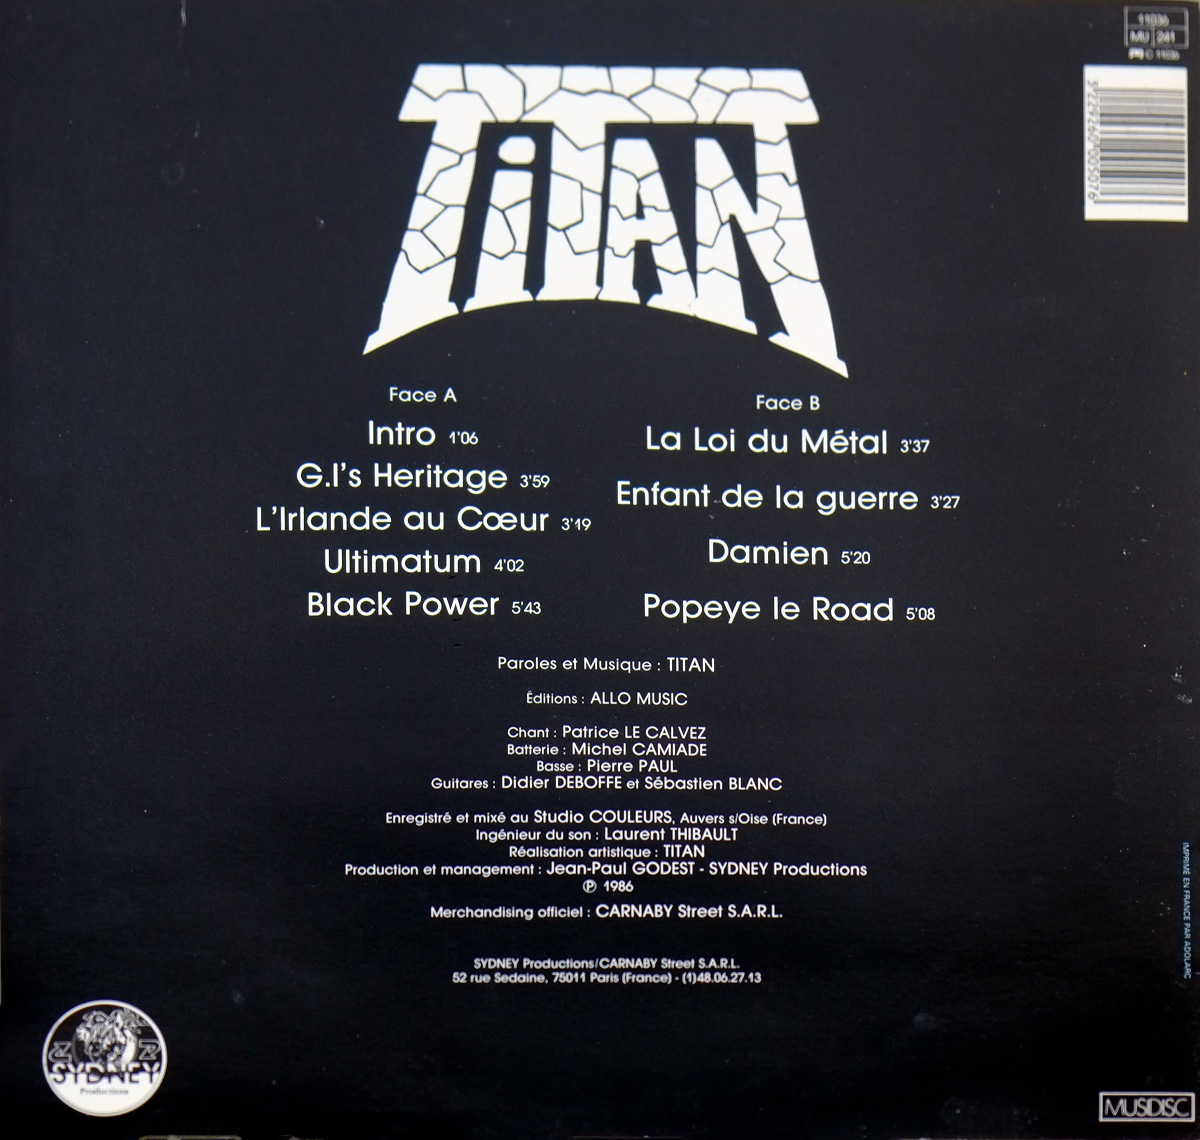 11036
MU 241
C 11036
TiTAN
Face A
Intro 1'06
G.I's Heritage 3'59
L'Irlande au Cœur 3'19
Ultimatum 4'02
Black Power 5'43
Face B
La Loi du Métal 3'37
Enfant de la guerre 3'27
Damien 5'20
Popeye le Road 5'08
Paroles et Musique : TITAN
Éditions : ALLO MUSIC
Chant : Patrice LE CALVEZ
Batterie : Michel CAMIADE
Basse : Pierre PAUL
Guitares : Didier DEBOFFE et Sébastien BLANC
Enregistré et mixé au Studio COULEURS, Auvers s/Oise (France)
Ingénieur du son : Laurent THIBAULT
Réalisation artistique : TITAN
Production et management : Jean-Paul GODEST - SYDNEY Productions
℗ 1986
Merchandising officiel : CARNABY Street S.A.R.L.
SYDNEY Productions/CARNABY Street S.A.R.L.
52 rue Sedaine, 75011 Paris (France) - (1)48.06.27.13
IMPRIMÉ EN FRANCE PAR ADOLARC
SYDNEY
Productions
MUSIDISC